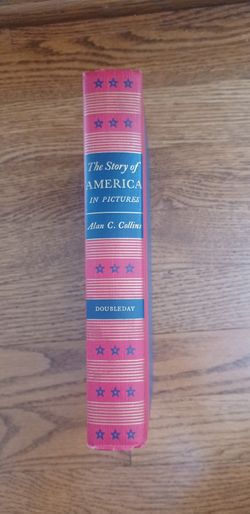 The Story of
AMERICA
IN PICTURES
Alan C. Collins
DOUBLEDAY